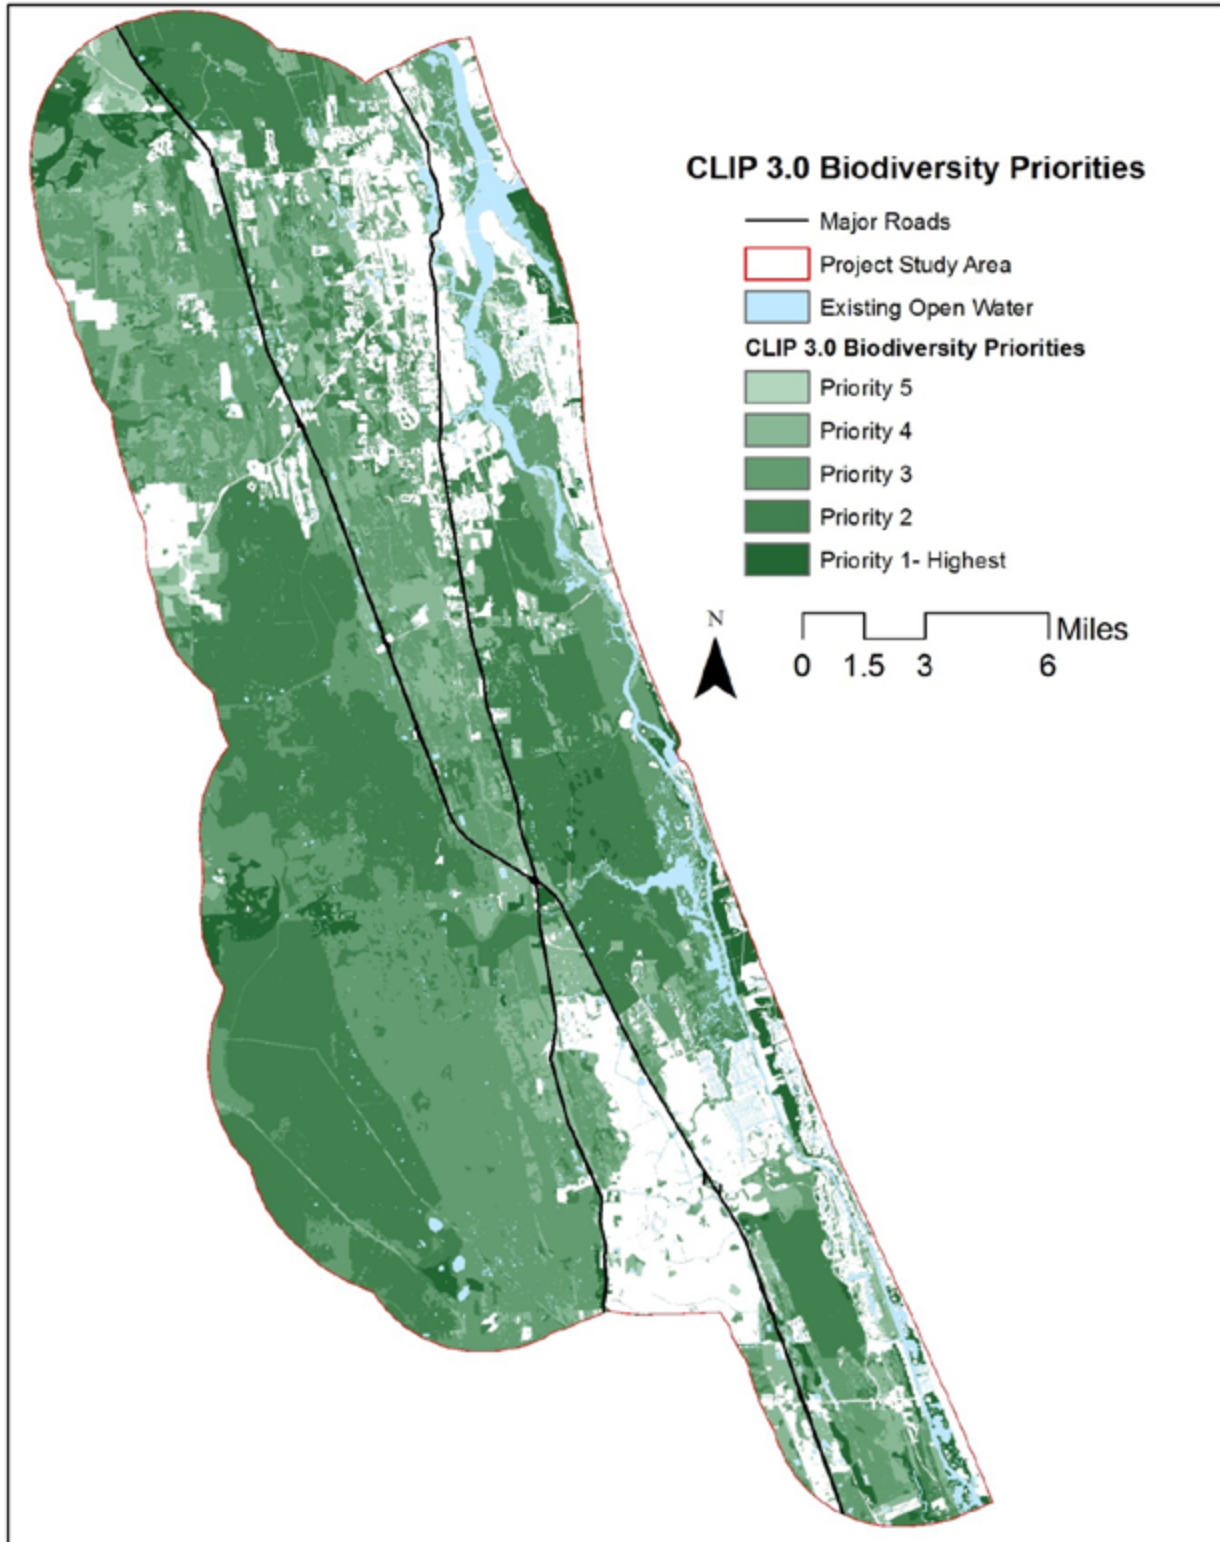 CLIP 3.0 Biodiversity Priorities
Major Roads
Project Study Area
Existing Open Water
CLIP 3.0 Biodiversity Priorities
Priority 5
Priority 4
Priority 3
Priority 2
Priority 1- Highest
N
Miles
0 1.5 3 6